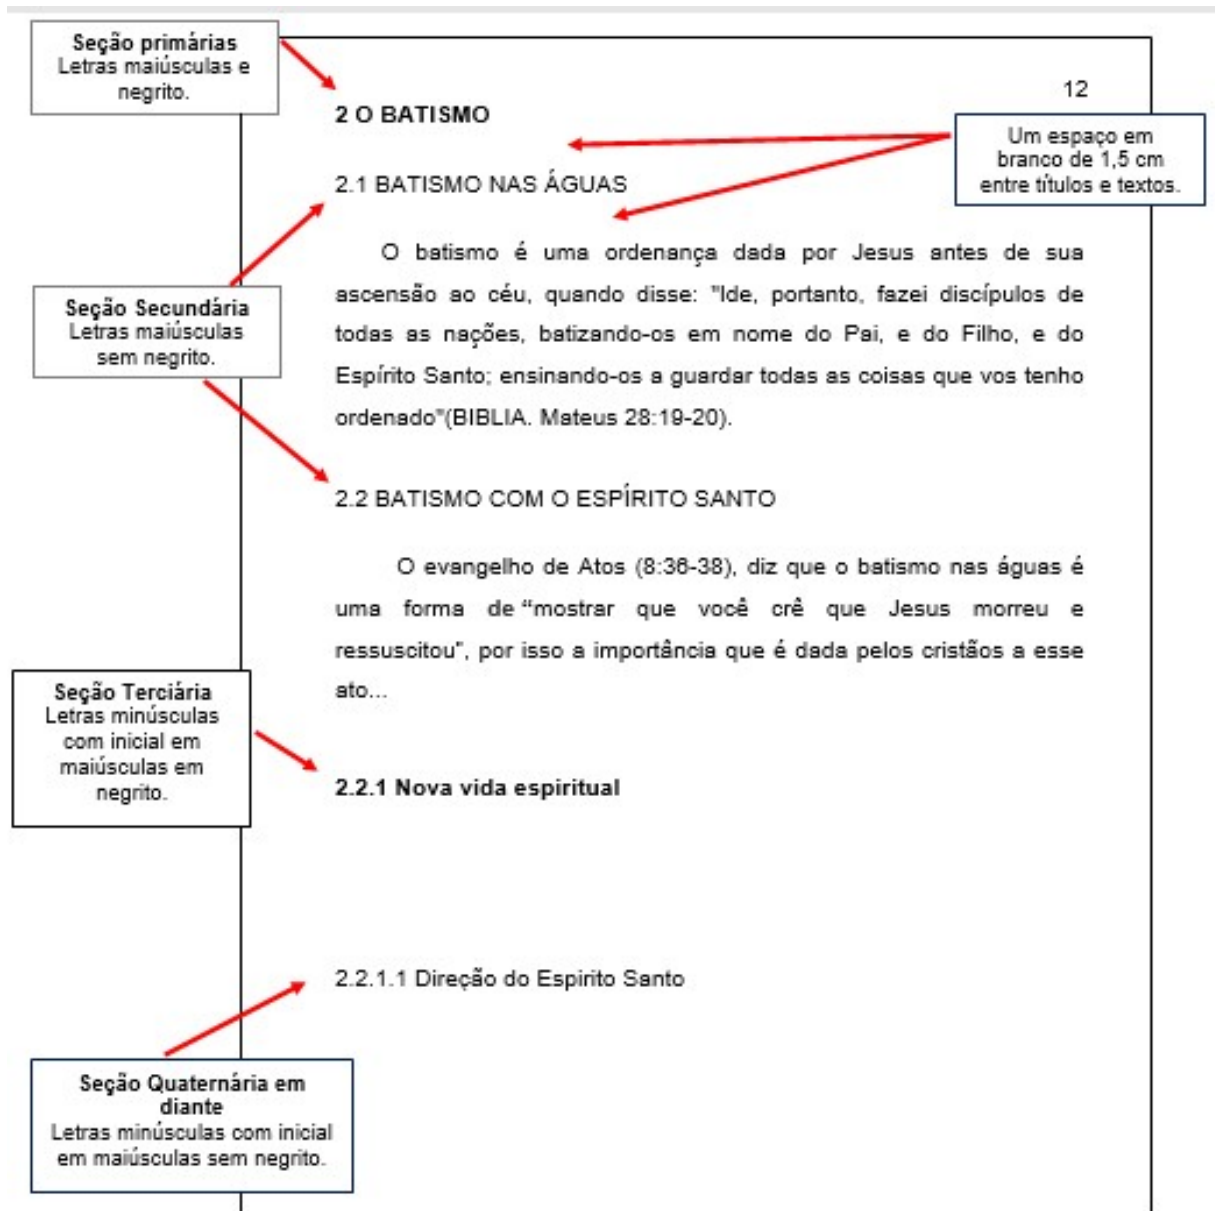 Seção primárias
Letras maiúsculas e
negrito.
12
2 O BATISMO
Um espaço em
branco de 1,5 cm
entre títulos e textos.
2.1 BATISMO NAS ÁGUAS
O batismo é uma ordenança dada por Jesus antes de sua
ascensão ao céu, quando disse: "Ide, portanto, fazei discípulos de
todas as nações, batizando-os em nome do Pai, e do Filho, e do
Espírito Santo; ensinando-os a guardar todas as coisas que vos tenho
ordenado"(BIBLIA. Mateus 28:19-20).
Seção Secundária
Letras maiúsculas
sem negrito.
2.2 BATISMO COM O ESPÍRITO SANTO
O evangelho de Atos (8:36-38), diz que o batismo nas águas é
uma forma de “mostrar que você crê que Jesus morreu e
ressuscitou”, por isso a importância que é dada pelos cristãos a esse
ato...
Seção Terciária
Letras minúsculas
com inicial em
maiúsculas em
negrito.
2.2.1 Nova vida espiritual
2.2.1.1 Direção do Espirito Santo
Seção Quaternária em
diante
Letras minúsculas com inicial
em maiúsculas sem negrito.